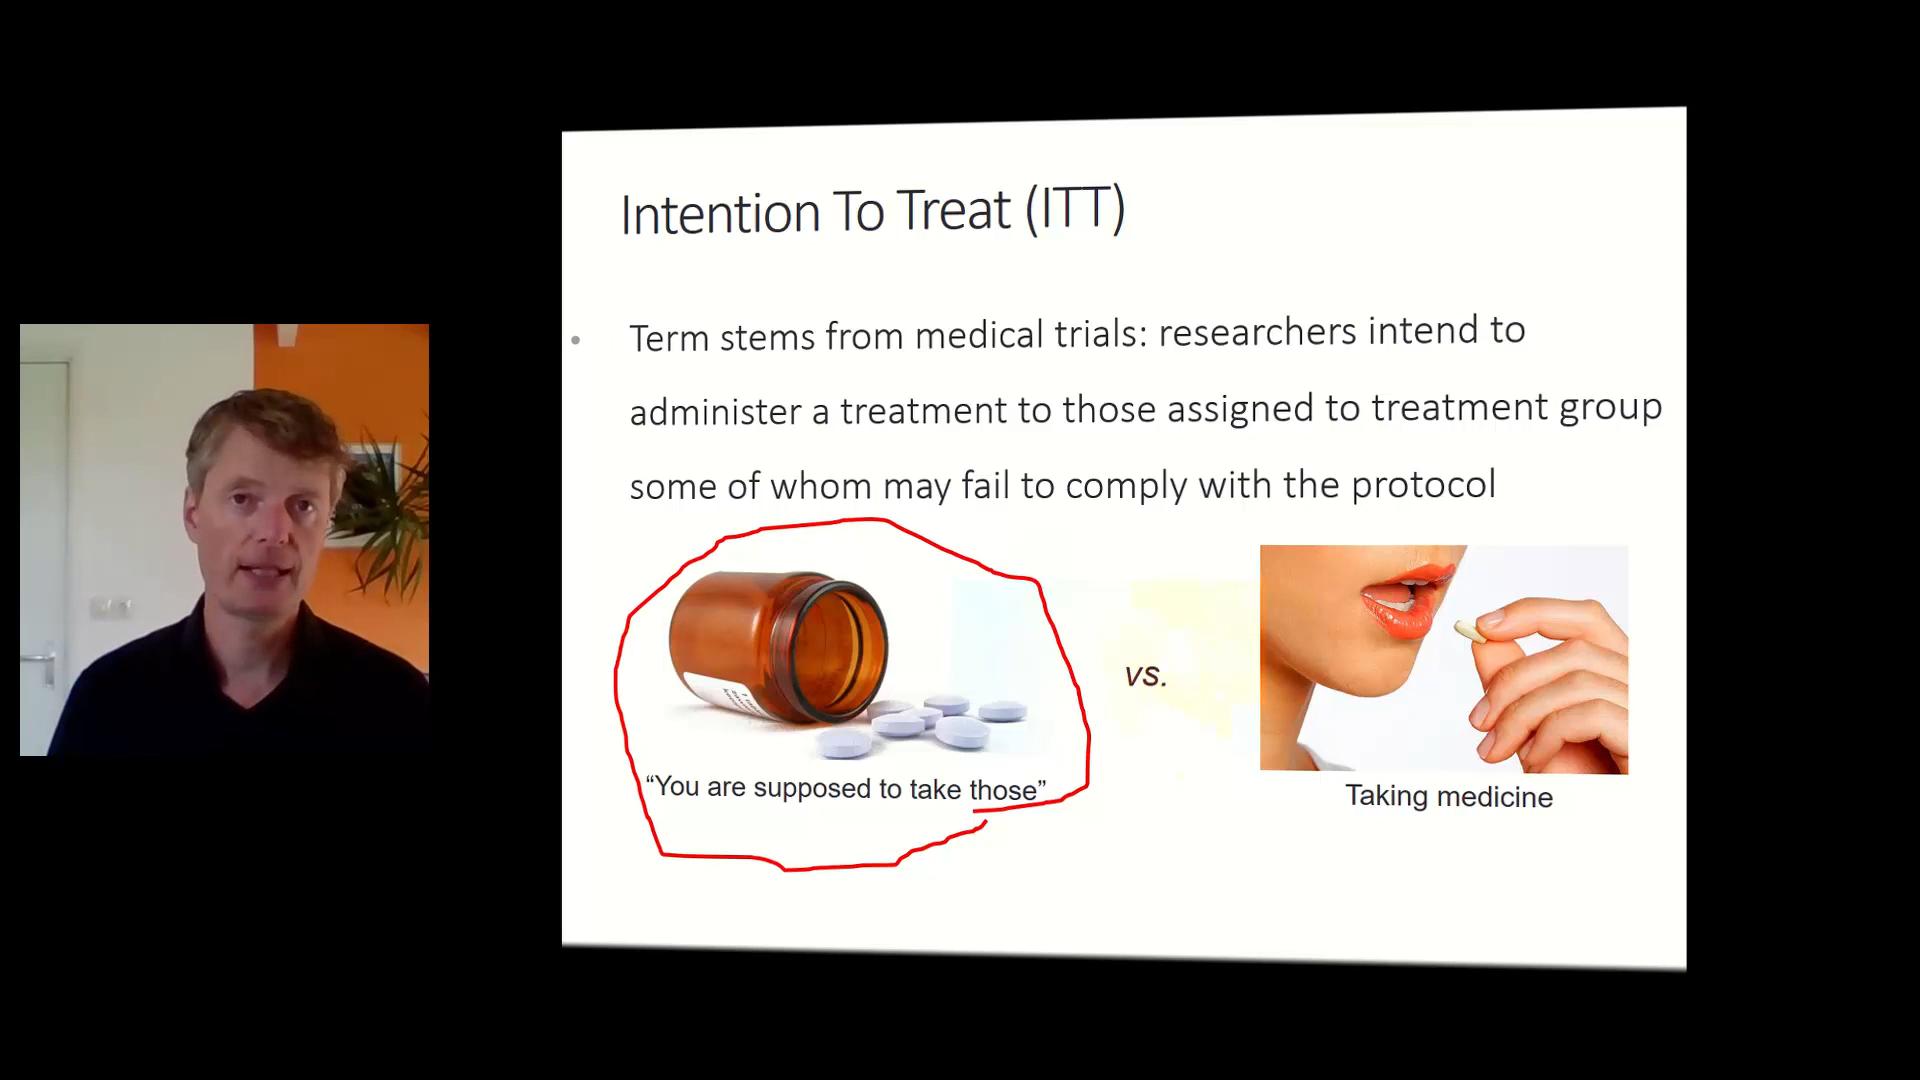 Intention To Treat (ITT)
• Term stems from medical trials: researchers intend to
administer a treatment to those assigned to treatment group
some of whom may fail to comply with the protocol
vs.
“You are supposed to take those”
Taking medicine